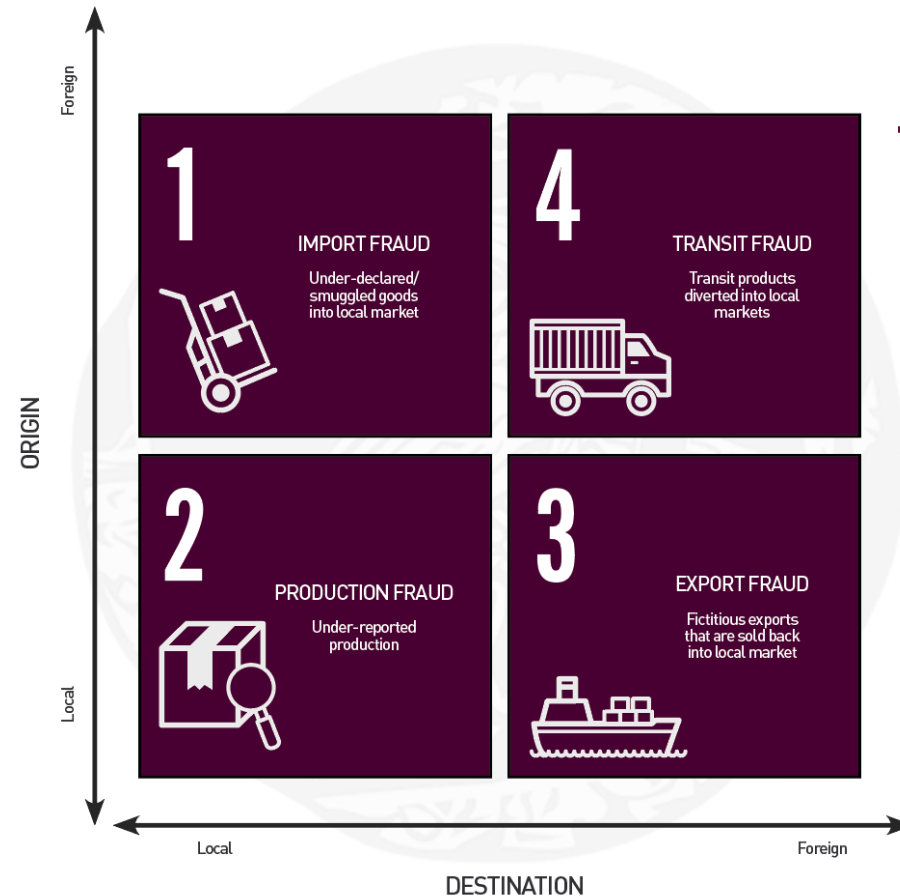 Foreign
ORIGIN
Local
1
IMPORT FRAUD
Under-declared/
smuggled goods
into local market
4
TRANSIT FRAUD
Transit products
diverted into local
markets
2
PRODUCTION FRAUD
Under-reported
production
3
EXPORT FRAUD
Fictitious exports
that are sold back
into local market
Local
Foreign
DESTINATION